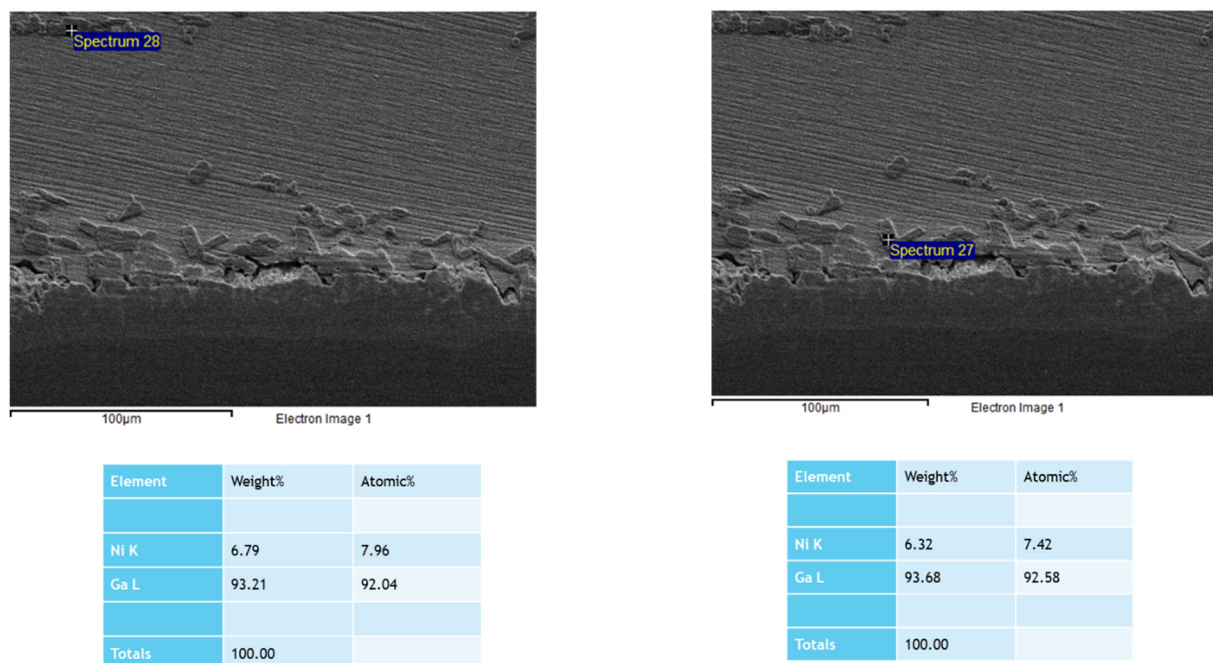 Spectrum 28
100µm Electron Image 1
Element Weight% Atomic%
Ni K 6.79 7.96
Ga L 93.21 92.04
Totals 100.00
Spectrum 27
100µm Electron Image 1
Element Weight% Atomic%
Ni K 6.32 7.42
Ga L 93.68 92.58
Totals 100.00